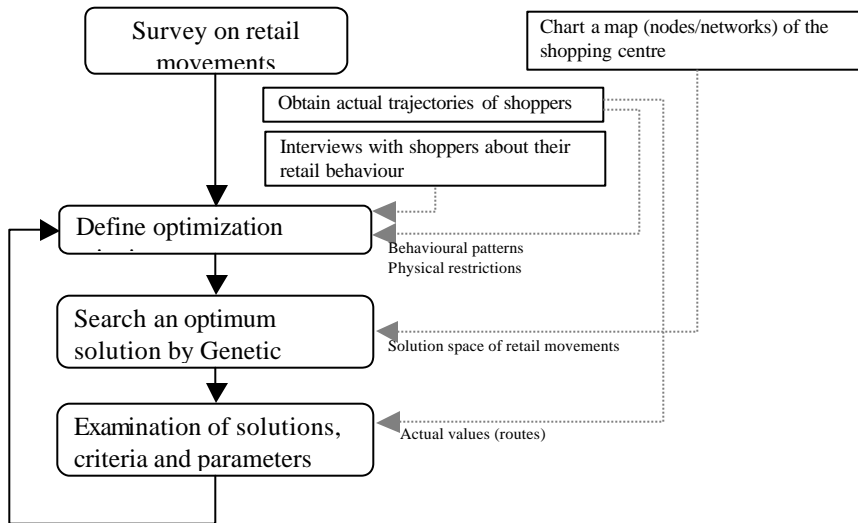 Survey on retail
movements
Chart a map (nodes/networks) of the
shopping centre
Obtain actual trajectories of shoppers
Interviews with shoppers about their
retail behaviour
Define optimization
Behavioural patterns
Physical restrictions
Search an optimum
solution by Genetic
Solution space of retail movements
Examination of solutions,
criteria and parameters
Actual values (routes)